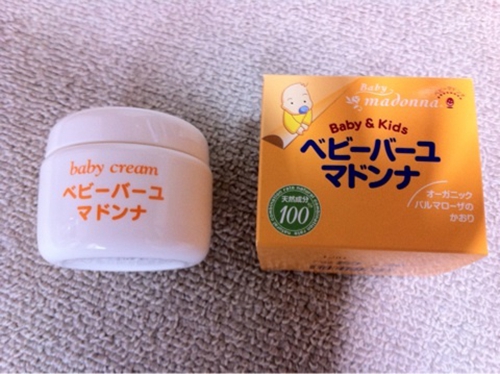 baby cream
ベビーバーユ
マドンナ
Baby
madonna
Baby & Kids
ベビーバーユ
マドンナ
オーガニック
パルマローザの
かおり
天然成分
100